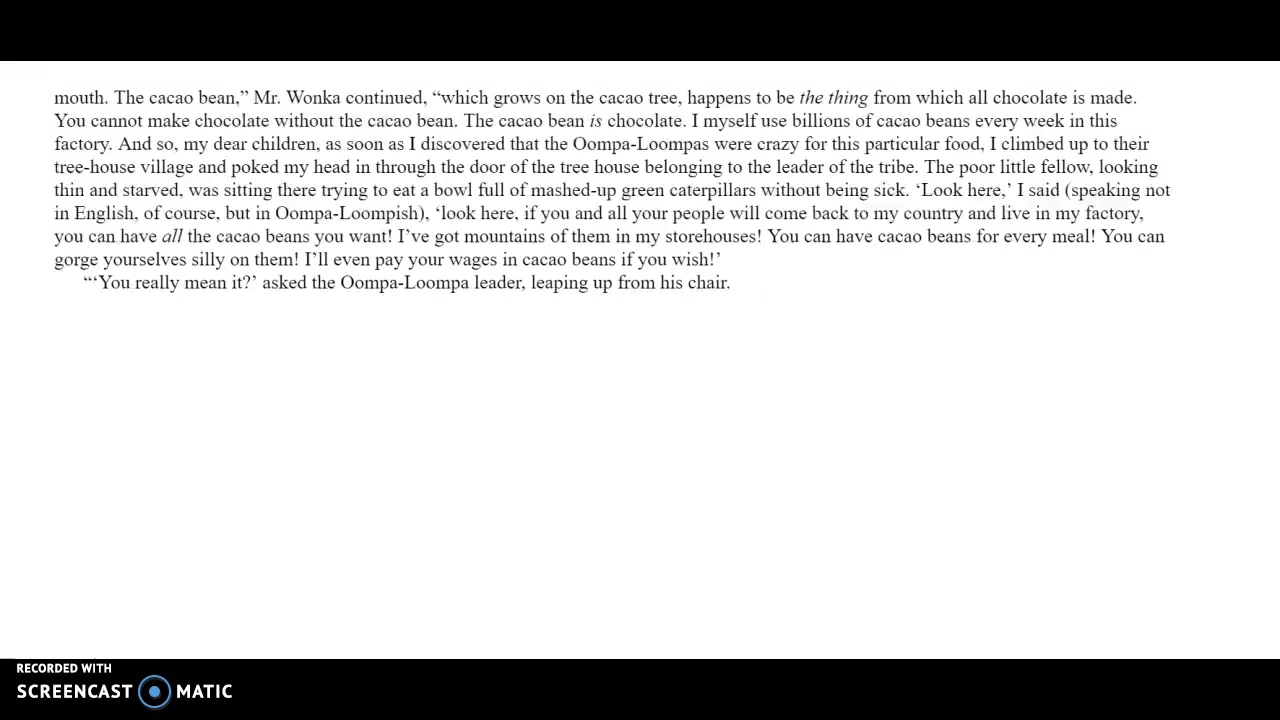 mouth. The cacao bean,” Mr. Wonka continued, “which grows on the cacao tree, happens to be the thing from which all chocolate is made.
You cannot make chocolate without the cacao bean. The cacao bean is chocolate. I myself use billions of cacao beans every week in this
factory. And so, my dear children, as soon as I discovered that the Oompa-Loompas were crazy for this particular food, I climbed up to their
tree-house village and poked my head in through the door of the tree house belonging to the leader of the tribe. The poor little fellow, looking
thin and starved, was sitting there trying to eat a bowl full of mashed-up green caterpillars without being sick. ‘Look here,’ I said (speaking not
in English, of course, but in Oompa-Loompish), ‘look here, if you and all your people will come back to my country and live in my factory,
you can have all the cacao beans you want! I’ve got mountains of them in my storehouses! You can have cacao beans for every meal! You can
gorge yourselves silly on them! I’ll even pay your wages in cacao beans if you wish!’
“‘You really mean it?’ asked the Oompa-Loompa leader, leaping up from his chair.
RECORDED WITH
SCREENCAST MATIC